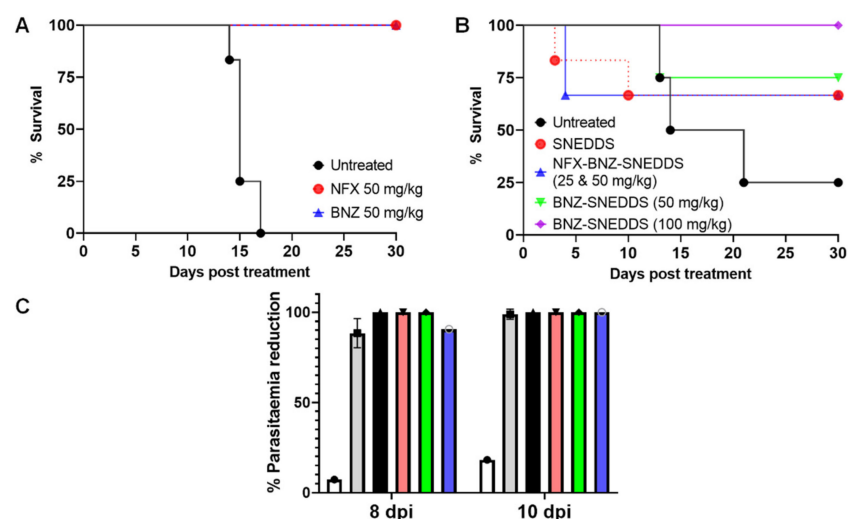 A
100
75
50
25
0
% Survival
Untreated
NFX 50 mg/kg
BNZ 50 mg/kg
0 5 10 15 20 25 30
Days post treatment
B
100
75
50
25
0
% Survival
Untreated
SNEDDS
NFX-BNZ-SNEDDS
(25 & 50 mg/kg)
BNZ-SNEDDS (50 mg/kg)
BNZ-SNEDDS (100 mg/kg)
0 5 10 15 20 25 30
Days post treatment
C
100
50
0
% Parasitaemia reduction
8 dpi 10 dpi